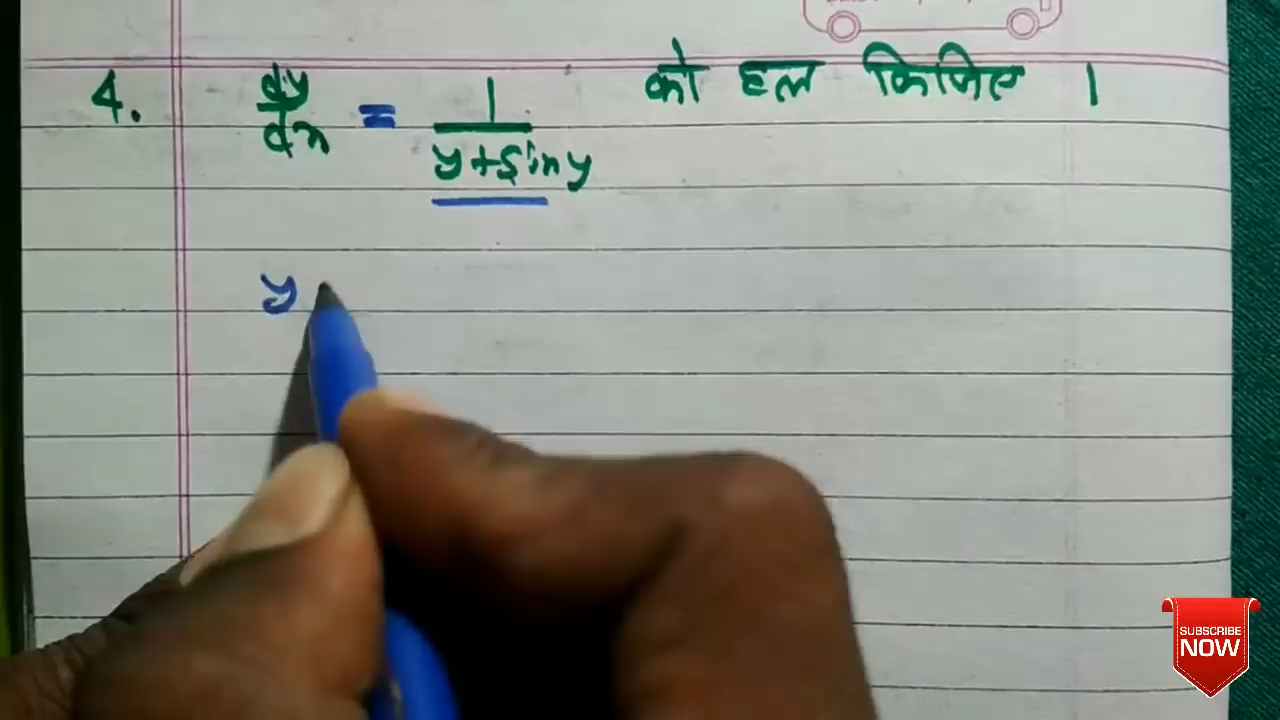 4. dy/dx = 1/(y+siny) को हल किजिए ।
y
SUBSCRIBE
NOW